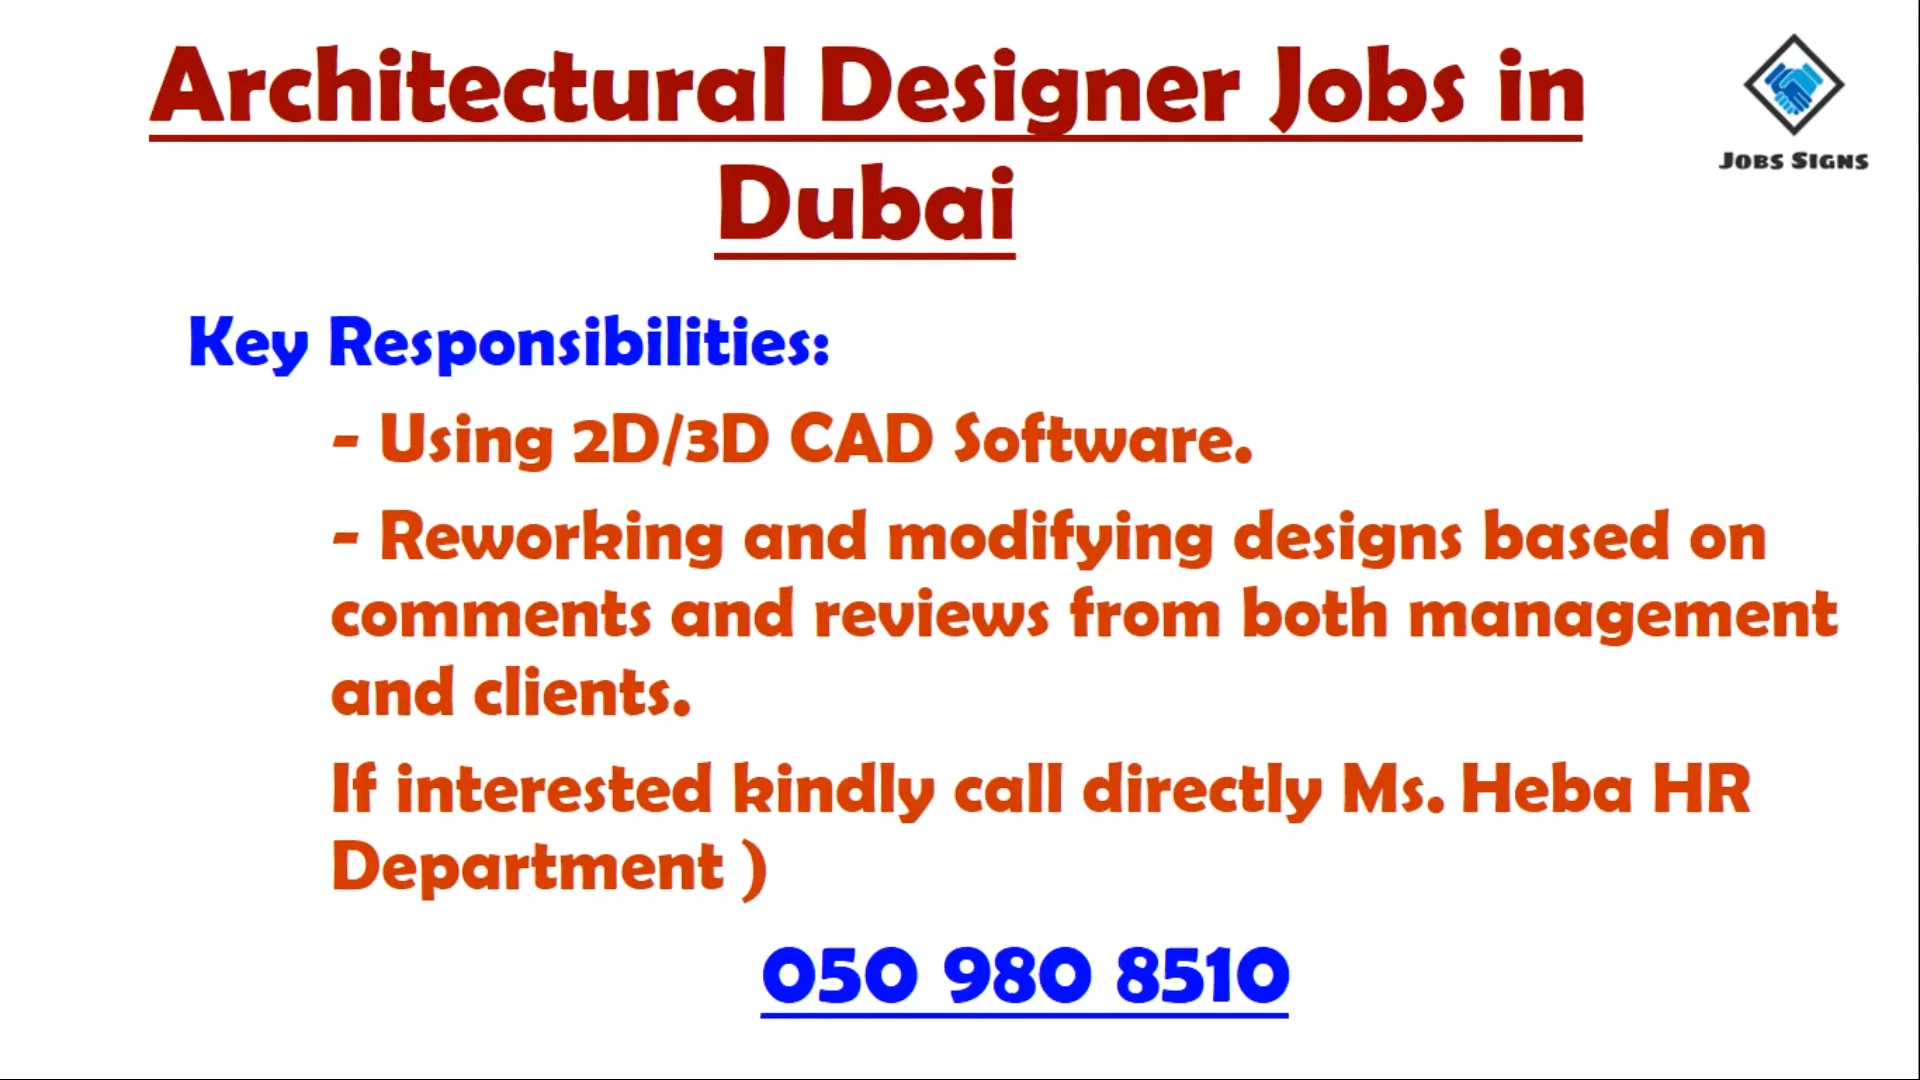 Architectural Designer Jobs in
Dubai
JOBS SIGNS
Key Responsibilities:
- Using 2D/3D CAD Software.
- Reworking and modifying designs based on
comments and reviews from both management
and clients.
If interested kindly call directly Ms. Heba HR
Department )
050 980 8510